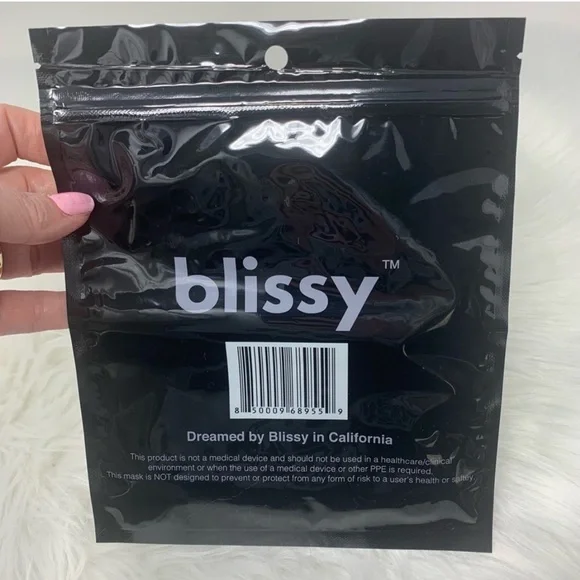 blissy™
8 50009 68955 9
Dreamed by Blissy in California
This product is not a medical device and should not be used in a healthcare/clinical
environment or when the use of a medical device or other PPE is required.
This mask is NOT designed to prevent or protect from any form of risk to a user's health or safety.